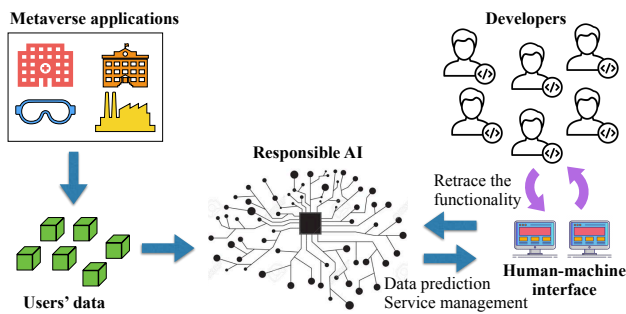 Metaverse applications
Developers
Responsible AI
Retrace the
functionality
Data prediction
Service management
Users’ data
Human-machine
interface